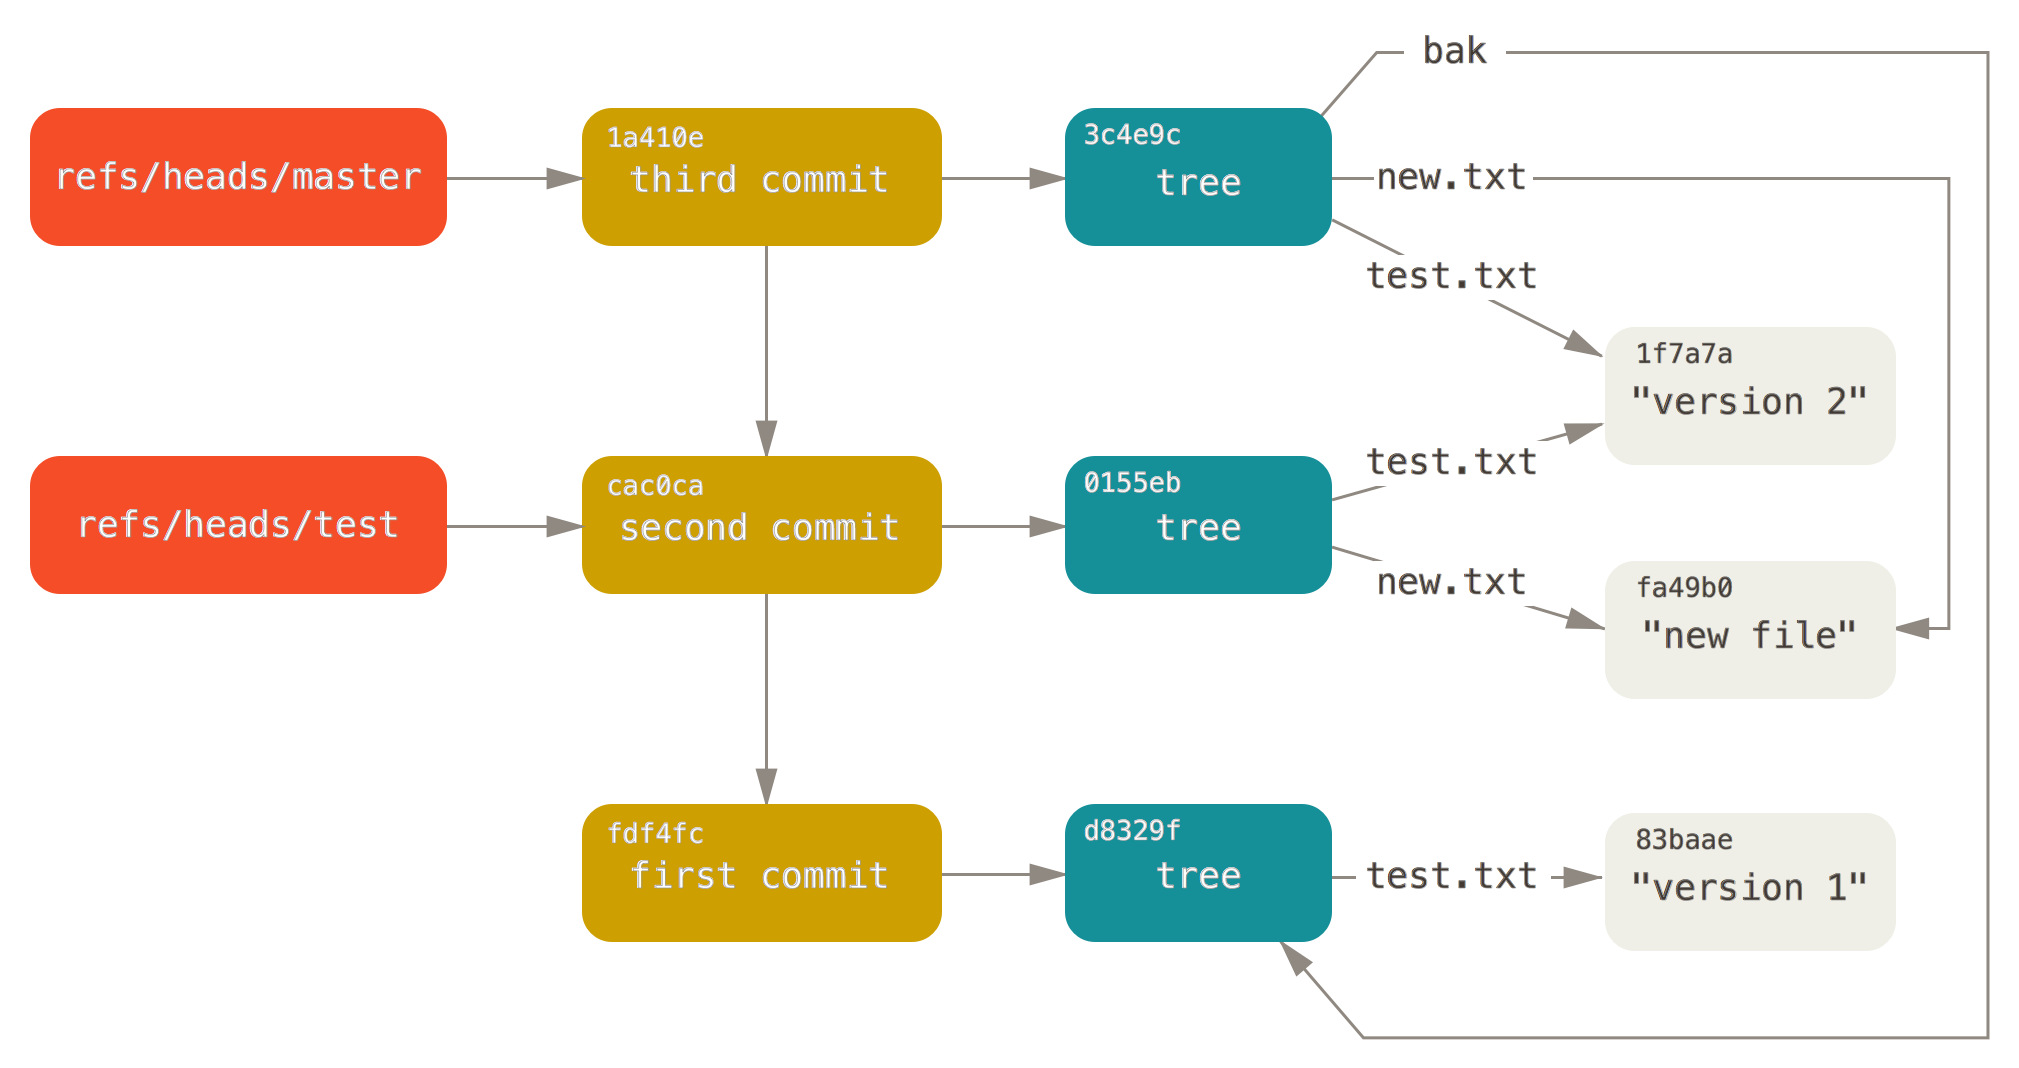 bak
refs/heads/master
1a410e
third commit
3c4e9c
tree
new.txt
test.txt
1f7a7a
"version 2"
refs/heads/test
cac0ca
second commit
0155eb
tree
test.txt
new.txt
fa49b0
"new file"
fdf4fc
first commit
d8329f
tree
test.txt
83baae
"version 1"